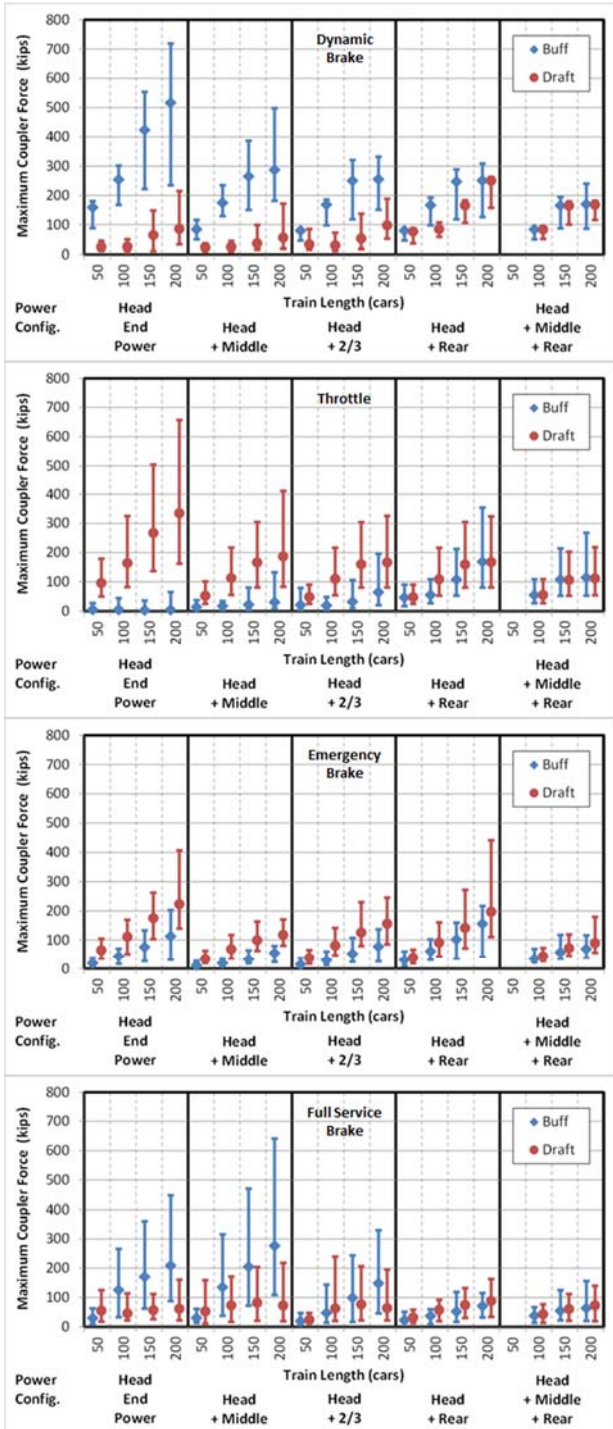 Dynamic
Brake
Buff
Draft
Maximum Coupler Force (kips)
800
700
600
500
400
300
200
100
0
50 100 150 200 50 100 150 200 50 100 150 200 50 100 150 200 50 100 150 200
Train Length (cars)
Power
Config.
Head
End
Power
Head
+ Middle
Head
+ 2/3
Head
+ Rear
Head
+ Middle
+ Rear
Throttle
Buff
Draft
Maximum Coupler Force (kips)
800
700
600
500
400
300
200
100
0
50 100 150 200 50 100 150 200 50 100 150 200 50 100 150 200 50 100 150 200
Train Length (cars)
Power
Config.
Head
End
Power
Head
+ Middle
Head
+ 2/3
Head
+ Rear
Head
+ Middle
+ Rear
Emergency
Brake
Buff
Draft
Maximum Coupler Force (kips)
800
700
600
500
400
300
200
100
0
50 100 150 200 50 100 150 200 50 100 150 200 50 100 150 200 50 100 150 200
Train Length (cars)
Power
Config.
Head
End
Power
Head
+ Middle
Head
+ 2/3
Head
+ Rear
Head
+ Middle
+ Rear
Full Service
Brake
Buff
Draft
Maximum Coupler Force (kips)
800
700
600
500
400
300
200
100
0
50 100 150 200 50 100 150 200 50 100 150 200 50 100 150 200 50 100 150 200
Train Length (cars)
Power
Config.
Head
End
Power
Head
+ Middle
Head
+ 2/3
Head
+ Rear
Head
+ Middle
+ Rear